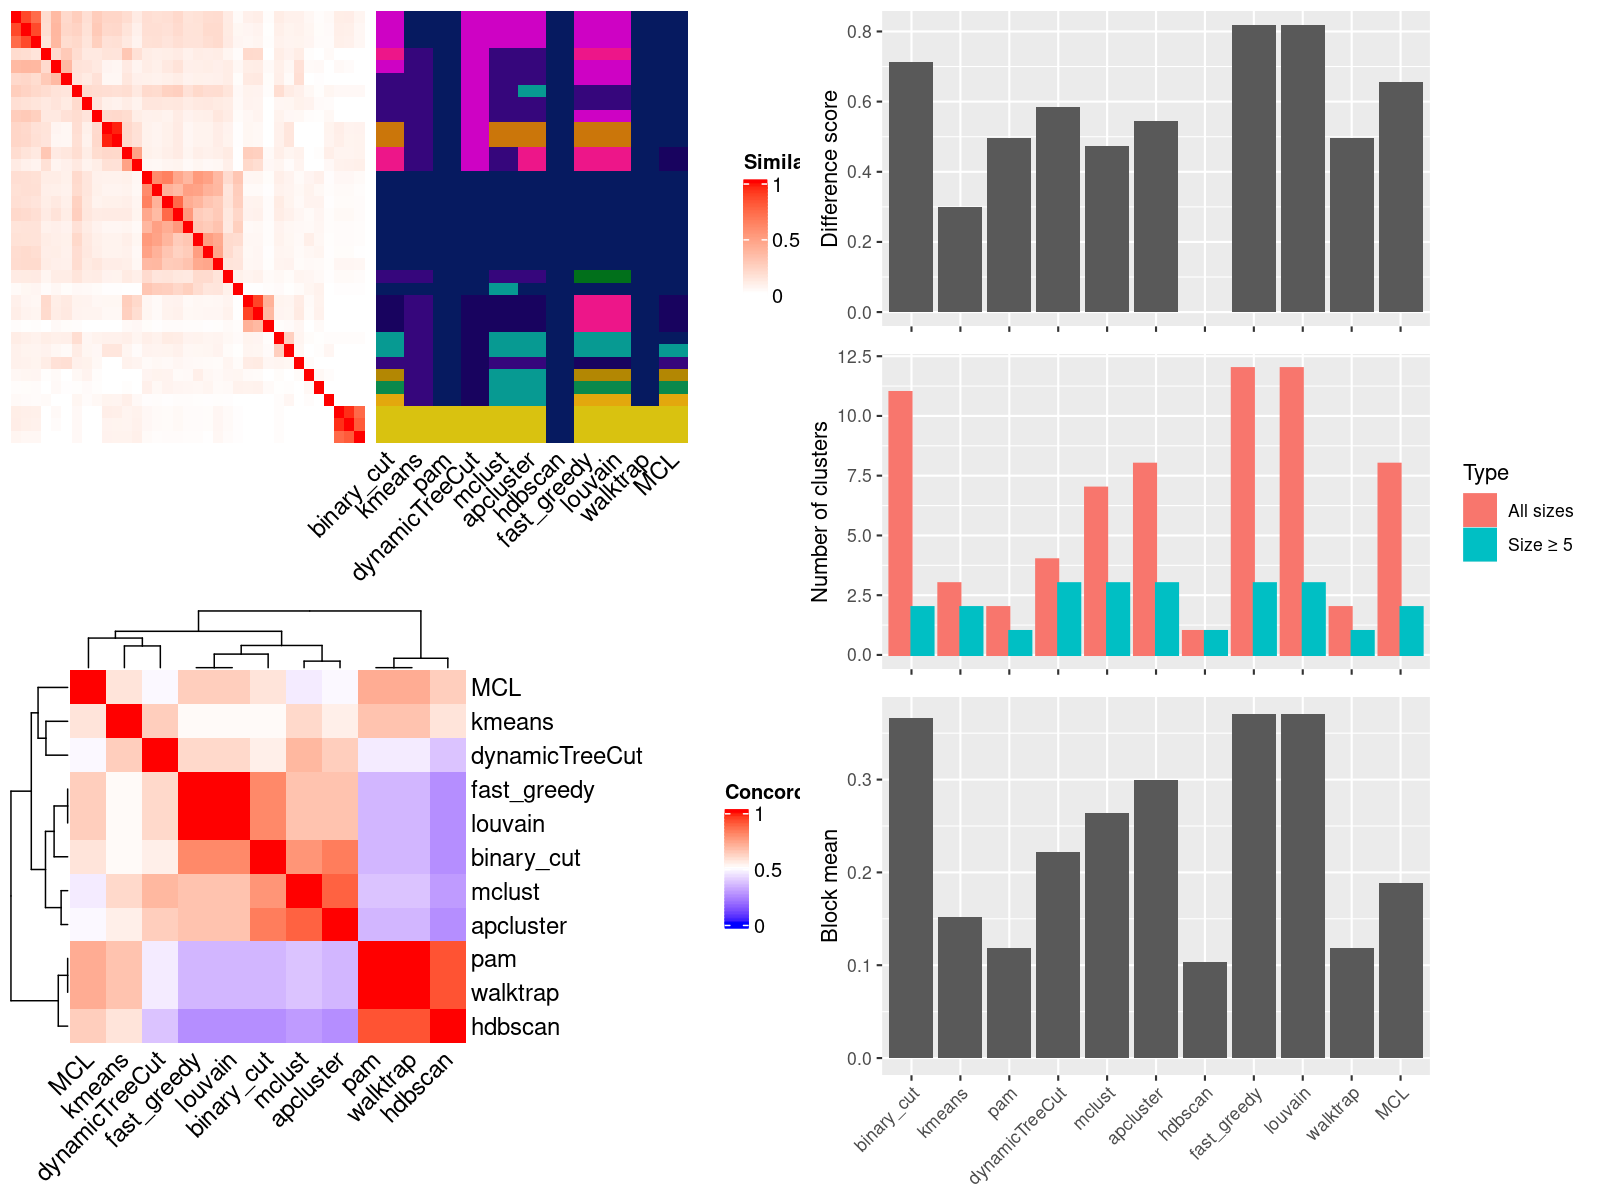 Simila
1
0.5
0
binary_cut
kmeans
pam
dynamicTreeCut
mclust
apcluster
hdbscan
fast_greedy
louvain
walktrap
MCL
Difference score
0.8
0.6
0.4
0.2
0.0
Number of clusters
12.5
10.0
7.5
5.0
2.5
0.0
Type
All sizes
Size ≥ 5
MCL
kmeans
dynamicTreeCut
fast_greedy
louvain
binary_cut
mclust
apcluster
pam
walktrap
hdbscan
MCL
kmeans
dynamicTreeCut
fast_greedy
louvain
binary_cut
mclust
apcluster
pam
walktrap
hdbscan
Concord
1
0.5
0
Block mean
0.3
0.2
0.1
0.0
binary_cut
kmeans
pam
dynamicTreeCut
mclust
apcluster
hdbscan
fast_greedy
louvain
walktrap
MCL